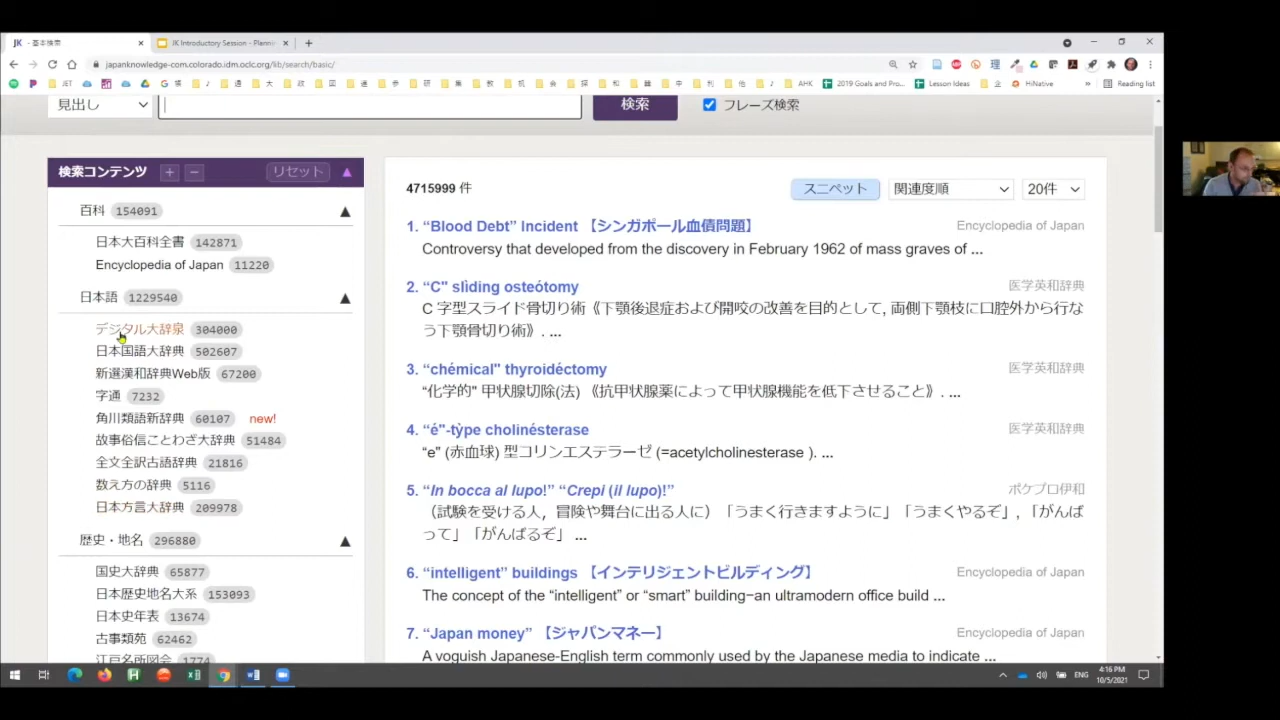 JK - 基本検索
JK Introductory Session - Plannin
japanknowledge-com.colorado.idm.oclc.org/lib/search/basic/
AHK
2019 Goals and Pro...
Lesson Ideas
HiNative
Reading list
見出し
検索
フレーズ検索
検索コンテンツ + − リセット ▲
百科 154091 ▲
日本大百科全書 142871
Encyclopedia of Japan 11220
日本語 1229540 ▲
デジタル大辞泉 304000
日本国語大辞典 502607
新選漢和辞典Web版 67200
字通 7232
角川類語新辞典 60107 new!
故事俗信ことわざ大辞典 51484
全文全訳古語辞典 21816
数え方の辞典 5116
日本方言大辞典 209978
歴史・地名 296880 ▲
国史大辞典 65877
日本歴史地名大系 153093
日本史年表 13674
古事類苑 62462
江戸名所図会 1774
4715999 件
スニペット 関連度順 20件
1. “Blood Debt” Incident 【シンガポール血債問題】 Encyclopedia of Japan
Controversy that developed from the discovery in February 1962 of mass graves of ...
2. “C" slìding osteótomy 医学英和辞典
C 字型スライド骨切り術《下顎後退症および開咬の改善を目的として, 両側下顎枝に口腔外から行な
う下顎骨切り術》. ...
3. “chémical" thyroidéctomy 医学英和辞典
“化学的" 甲状腺切除(法) 《抗甲状腺薬によって甲状腺機能を低下させること》. ...
4. “é"-tỳpe cholinésterase 医学英和辞典
“e” (赤血球) 型コリンエステラーゼ (=acetylcholinesterase ). ...
5. “In bocca al lupo!” “Crepi (il lupo)!” ポケプロ伊和
（試験を受ける人，冒険や舞台に出る人に）「うまく行きますように」「うまくやるぞ」,「がんば
って」「がんばるぞ」 ...
6. “intelligent” buildings 【インテリジェントビルディング】 Encyclopedia of Japan
The concept of the “intelligent” or “smart” building−an ultramodern office build ...
7. “Japan money” 【ジャパンマネー】 Encyclopedia of Japan
A voguish Japanese-English term commonly used by the Japanese media to indicate ...
ENG
4:16 PM
10/5/2021